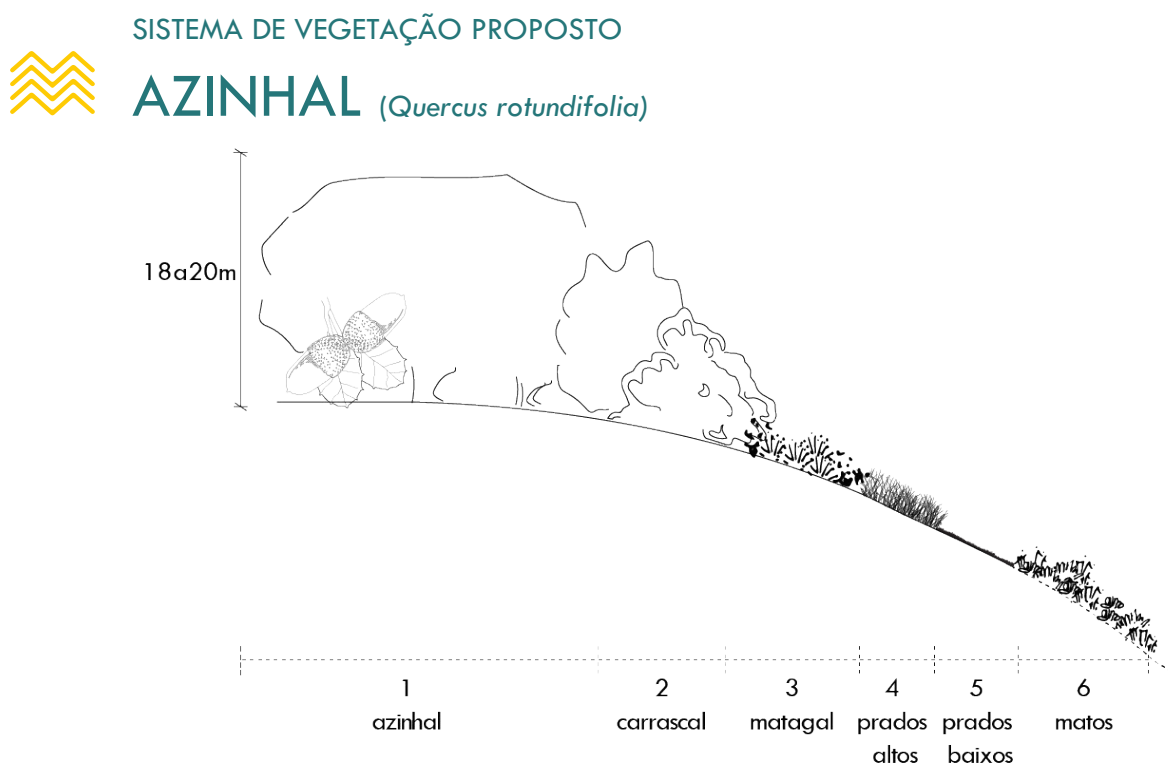 SISTEMA DE VEGETAÇÃO PROPOSTO
AZINHAL (Quercus rotundifolia)
18a20m
1 2 3 4 5 6
azinhal carrascal matagal prados prados matos
altos baixos